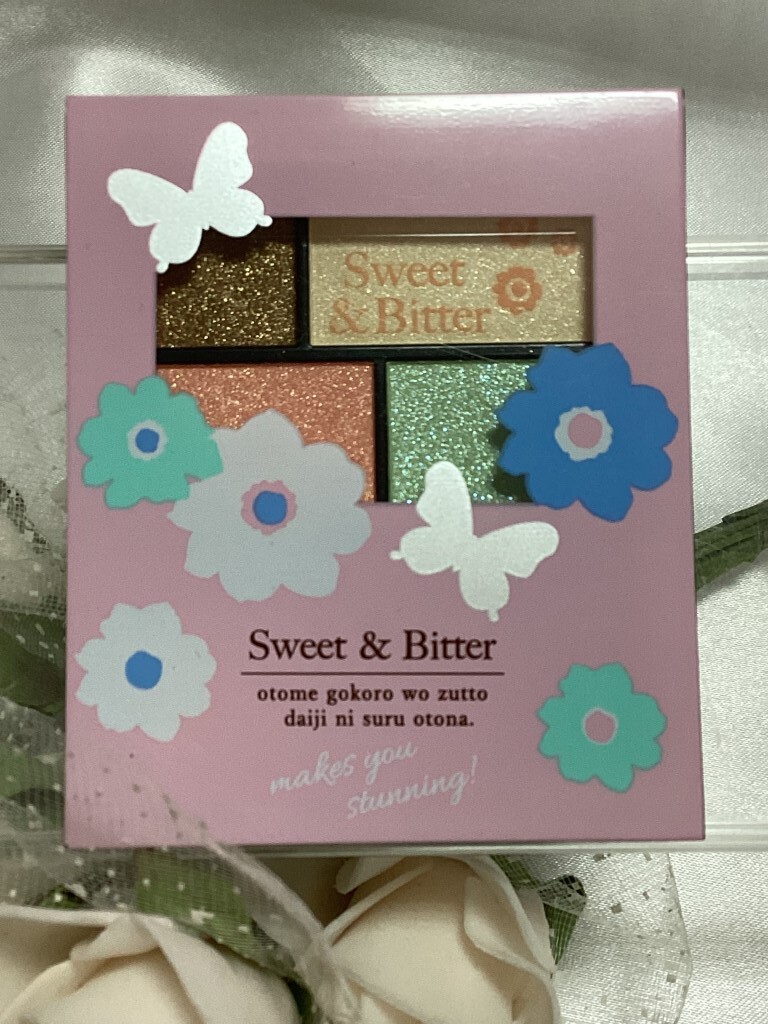 Sweet
& Bitter
Sweet & Bitter
otome gokoro wo zutto
daiji ni suru otona.
makes you
stunning!